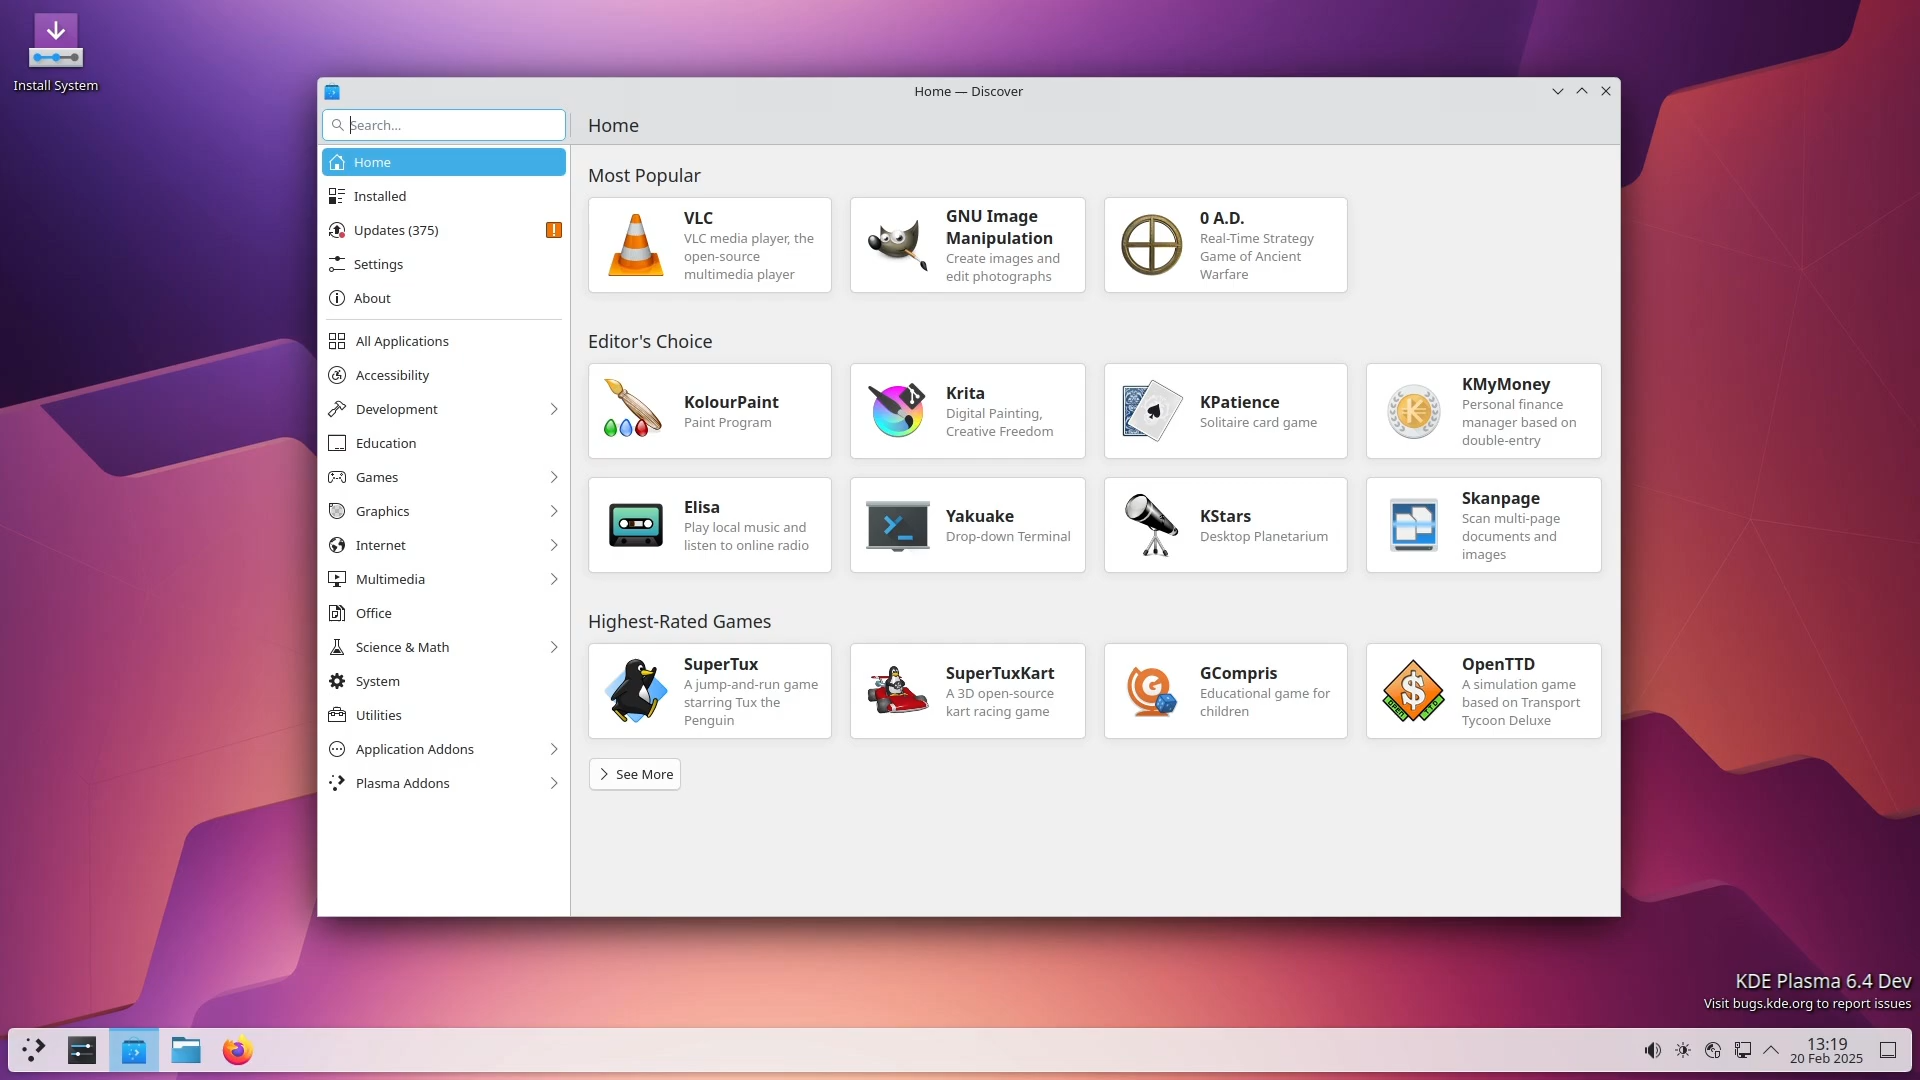 Install System
Home — Discover
Search...
Home
Home
Installed
Updates (375)
Settings
About
All Applications
Accessibility
Development
Education
Games
Graphics
Internet
Multimedia
Office
Science & Math
System
Utilities
Application Addons
Plasma Addons
Most Popular
VLC
VLC media player, the
open-source
multimedia player
GNU Image
Manipulation
Create images and
edit photographs
0 A.D.
Real-Time Strategy
Game of Ancient
Warfare
Editor's Choice
KolourPaint
Paint Program
Krita
Digital Painting,
Creative Freedom
KPatience
Solitaire card game
KMyMoney
Personal finance
manager based on
double-entry
Elisa
Play local music and
listen to online radio
Yakuake
Drop-down Terminal
KStars
Desktop Planetarium
Skanpage
Scan multi-page
documents and
images
Highest-Rated Games
SuperTux
A jump-and-run game
starring Tux the
Penguin
SuperTuxKart
A 3D open-source
kart racing game
GCompris
Educational game for
children
OPEN
TTD
OpenTTD
A simulation game
based on Transport
Tycoon Deluxe
See More
KDE Plasma 6.4 Dev
Visit bugs.kde.org to report issues
13:19
20 Feb 2025